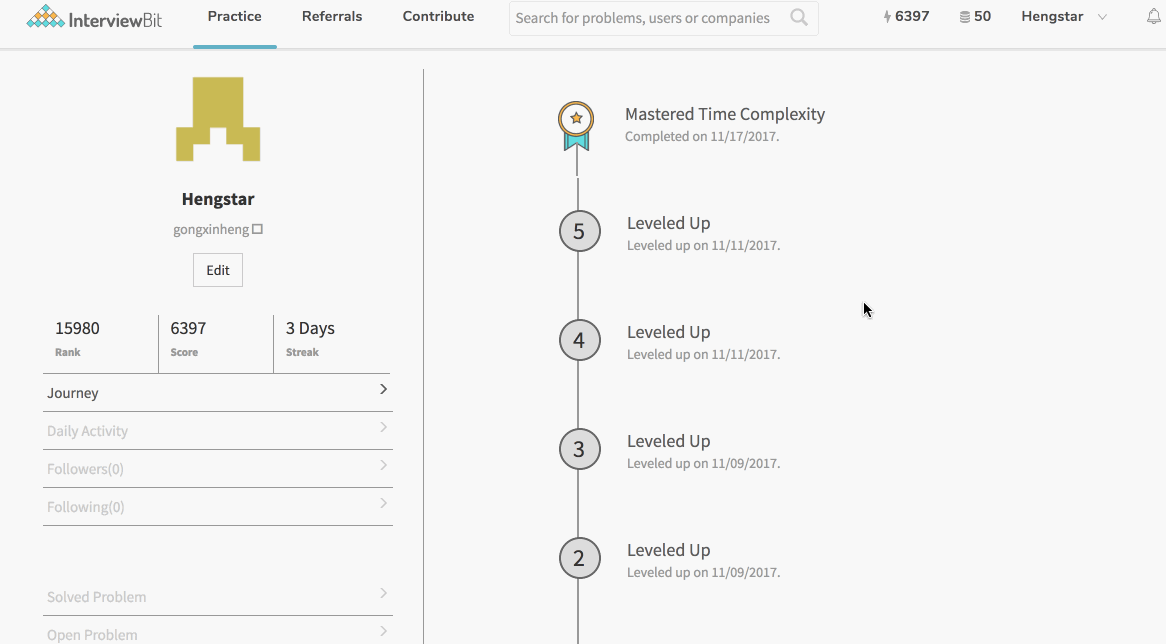 InterviewBit
Practice
Referrals
Contribute
Search for problems, users or companies
6397
50
Hengstar
Hengstar
gongxinheng
Edit
15980
Rank
6397
Score
3 Days
Streak
Journey
Daily Activity
Followers(0)
Following(0)
Solved Problem
Open Problem
Mastered Time Complexity
Completed on 11/17/2017.
5
Leveled Up
Leveled up on 11/11/2017.
4
Leveled Up
Leveled up on 11/11/2017.
3
Leveled Up
Leveled up on 11/09/2017.
2
Leveled Up
Leveled up on 11/09/2017.